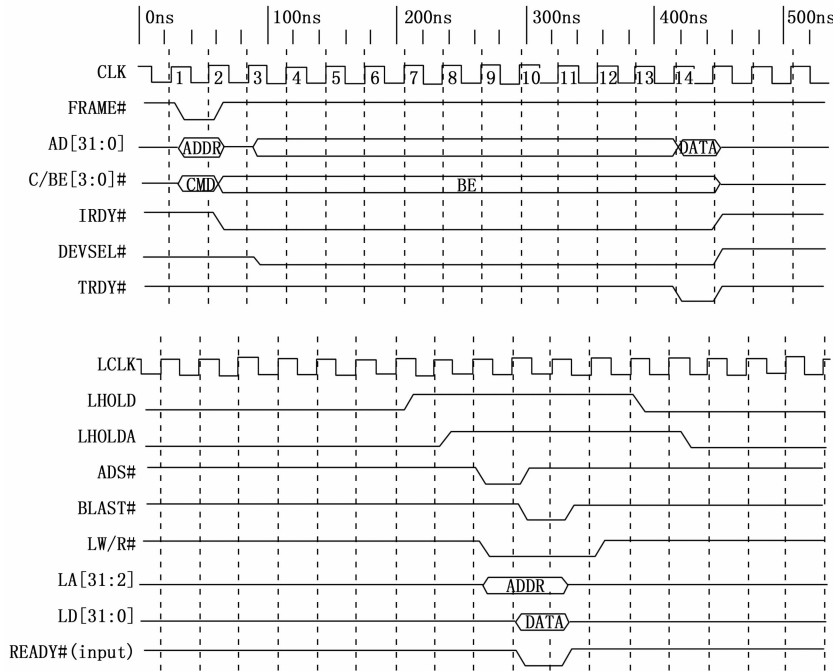 0ns 100ns 200ns 300ns 400ns 500ns
CLK 1 2 3 4 5 6 7 8 9 10 11 12 13 14
FRAME#
AD[31:0] ADDR DATA
C/BE[3:0]# CMD BE
IRDY#
DEVSEL#
TRDY#
LCLK
LHOLD
LHOLDA
ADS#
BLAST#
LW/R#
LA[31:2] ADDR
LD[31:0] DATA
READY#(input)